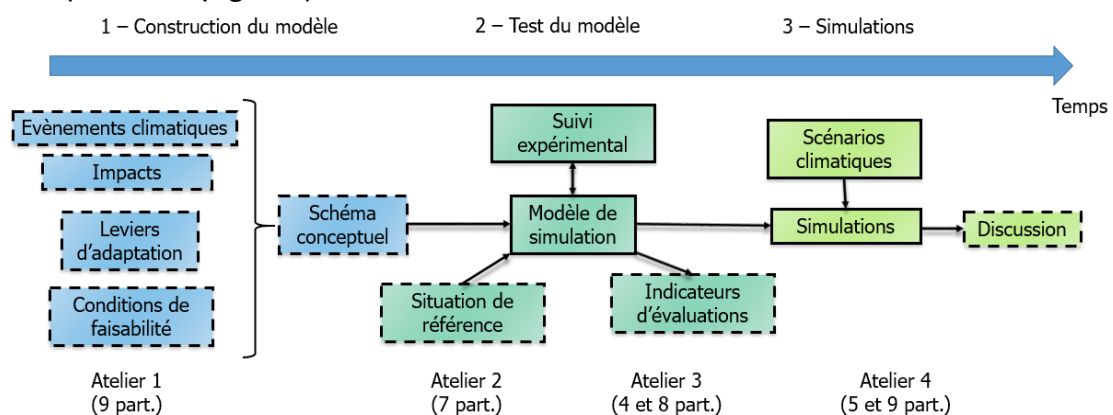 1 – Construction du modèle
2 – Test du modèle
3 – Simulations
Temps
Evènements climatiques
Impacts
Leviers
d'adaptation
Conditions de
faisabilité
Schéma
conceptuel
Suivi
expérimental
Modèle de
simulation
Situation de
référence
Indicateurs
d'évaluations
Scénarios
climatiques
Simulations
Discussion
Atelier 1
(9 part.)
Atelier 2
(7 part.)
Atelier 3
(4 et 8 part.)
Atelier 4
(5 et 9 part.)